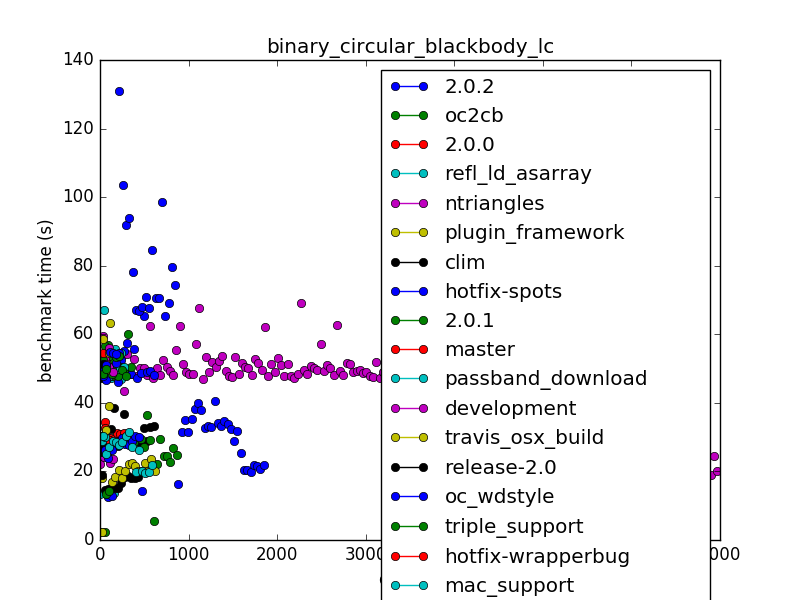 binary_circular_blackbody_lc
140
120
100
80
60
40
20
0
benchmark time (s)
0
1000
2000
2.0.2
oc2cb
2.0.0
refl_ld_asarray
ntriangles
plugin_framework
clim
hotfix-spots
2.0.1
master
passband_download
development
travis_osx_build
release-2.0
oc_wdstyle
triple_support
hotfix-wrapperbug
mac_support